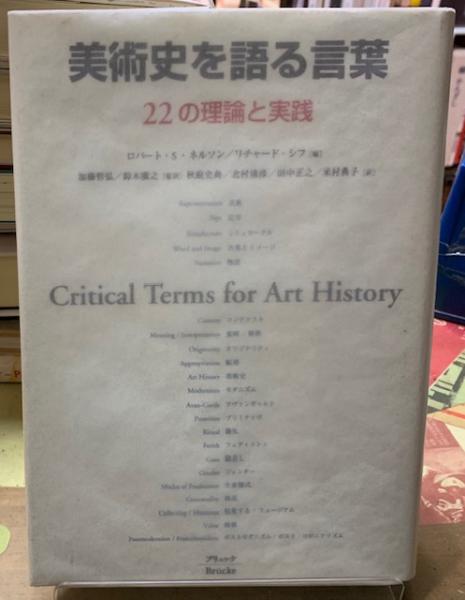 美術史を語る言葉
22の理論と実践
ロバート・S・ネルソン/リチャード・シフ[編]
加藤哲弘/鈴木廣之[監訳] 秋庭史典/北村清彦/田中正之/米村典子[訳]
Representation 表象
Sign 記号
Simulacrum シミュラークル
Word and Image 言葉とイメージ
Narrative 物語
Critical Terms for Art History
Context コンテクスト
Meaning / Interpretation 意味/解釈
Originality オリジナリティ
Appropriation 転用
Art History 美術史
Modernism モダニズム
Avant-Garde アヴァンギャルド
Primitive プリミティヴ
Ritual 儀礼
Fetish フェティッシュ
Gaze 眼差し
Gender ジェンダー
Modes of Production 生産様式
Commodity 商品
Collecting / Museums 収集する/ミュージアム
Value 価値
Postmodernism / Postcolonialism ポストモダニズム/ポストコロニアリズム
ブリュッケ
Brücke